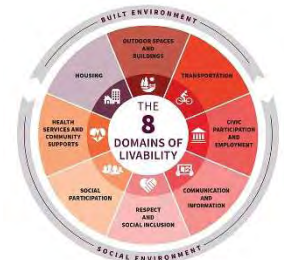 BUILT ENVIRONMENT
OUTDOOR SPACES
AND
BUILDINGS
HOUSING
TRANSPORTATION
THE
8
DOMAINS OF
LIVABILITY
HEALTH
SERVICES AND
COMMUNITY
SUPPORTS
CIVIC
PARTICIPATION
AND
EMPLOYMENT
SOCIAL
PARTICIPATION
COMMUNICATION
AND
INFORMATION
RESPECT
AND
SOCIAL INCLUSION
SOCIAL ENVIRONMENT